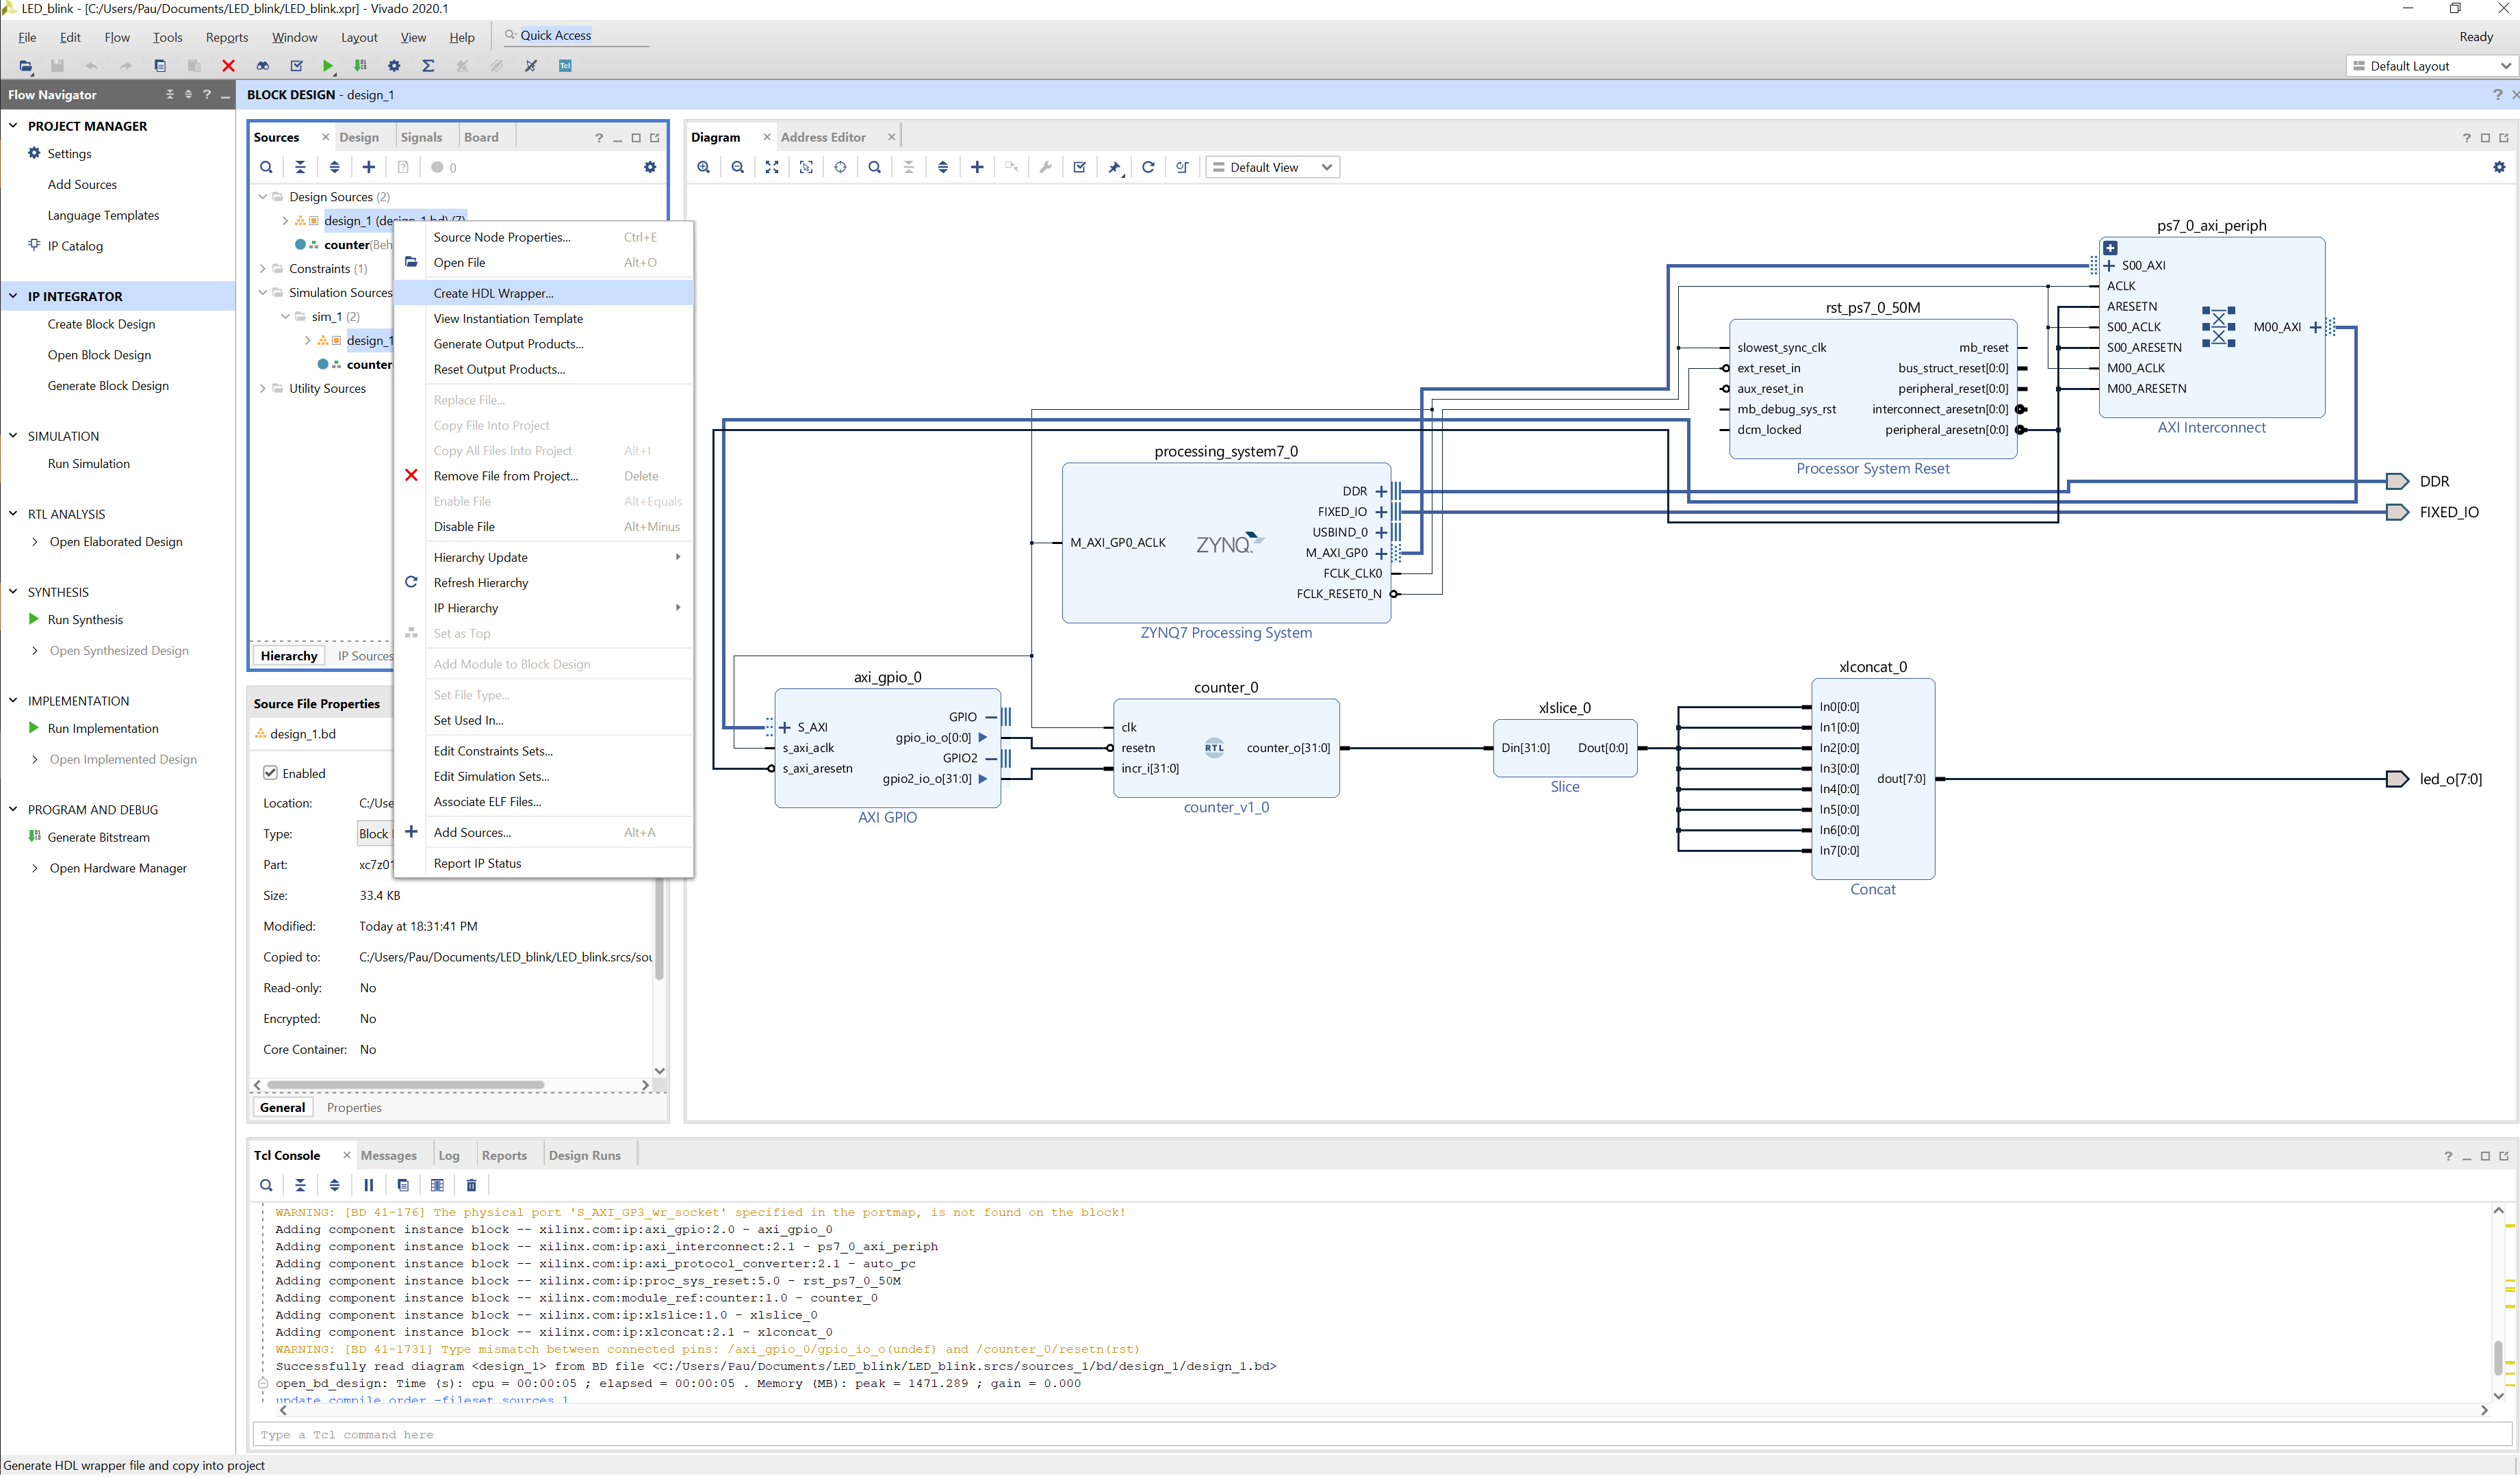 LED_blink - [C:/Users/Pau/Documents/LED_blink/LED_blink.xpr] - Vivado 2020.1
File Edit Flow Tools Reports Window Layout View Help Quick Access
Ready
Default Layout
Flow Navigator
PROJECT MANAGER
Settings
Add Sources
Language Templates
IP Catalog
IP INTEGRATOR
Create Block Design
Open Block Design
Generate Block Design
SIMULATION
Run Simulation
RTL ANALYSIS
Open Elaborated Design
SYNTHESIS
Run Synthesis
Open Synthesized Design
IMPLEMENTATION
Run Implementation
Open Implemented Design
PROGRAM AND DEBUG
Generate Bitstream
Open Hardware Manager
BLOCK DESIGN - design_1
Sources Design Signals Board
0
Design Sources (2)
design_1 (design_1.bd) (7)
counter(Beh
Constraints (1)
Simulation Sources
sim_1 (2)
design_1
counter
Utility Sources
Hierarchy IP Sources
Source Node Properties... Ctrl+E
Open File Alt+O
Create HDL Wrapper...
View Instantiation Template
Generate Output Products...
Reset Output Products...
Replace File...
Copy File Into Project
Copy All Files Into Project Alt+I
Remove File from Project... Delete
Enable File Alt+Equals
Disable File Alt+Minus
Hierarchy Update
Refresh Hierarchy
IP Hierarchy
Set as Top
Add Module to Block Design
Set File Type...
Set Used In...
Edit Constraints Sets...
Edit Simulation Sets...
Associate ELF Files...
Add Sources... Alt+A
Report IP Status
Source File Properties
design_1.bd
Enabled
Location: C:/Use
Type: Block
Part: xc7z01
Size: 33.4 KB
Modified: Today at 18:31:41 PM
Copied to: C:/Users/Pau/Documents/LED_blink/LED_blink.srcs/sou
Read-only: No
Encrypted: No
Core Container: No
General Properties
Diagram Address Editor
Default View
ps7_0_axi_periph
S00_AXI
ACLK
ARESETN
S00_ACLK
S00_ARESETN
M00_ACLK
M00_ARESETN
M00_AXI
AXI Interconnect
rst_ps7_0_50M
slowest_sync_clk
ext_reset_in
aux_reset_in
mb_debug_sys_rst
dcm_locked
mb_reset
bus_struct_reset[0:0]
peripheral_reset[0:0]
interconnect_aresetn[0:0]
peripheral_aresetn[0:0]
Processor System Reset
processing_system7_0
M_AXI_GP0_ACLK
ZYNQ
DDR
FIXED_IO
USBIND_0
M_AXI_GP0
FCLK_CLK0
FCLK_RESET0_N
ZYNQ7 Processing System
DDR
FIXED_IO
axi_gpio_0
S_AXI
s_axi_aclk
s_axi_aresetn
GPIO
gpio_io_o[0:0]
GPIO2
gpio2_io_o[31:0]
AXI GPIO
counter_0
clk
resetn
incr_i[31:0]
RTL
counter_o[31:0]
counter_v1_0
xlslice_0
Din[31:0] Dout[0:0]
Slice
xlconcat_0
In0[0:0]
In1[0:0]
In2[0:0]
In3[0:0]
In4[0:0]
In5[0:0]
In6[0:0]
In7[0:0]
dout[7:0]
Concat
led_o[7:0]
Tcl Console Messages Log Reports Design Runs
WARNING: [BD 41-176] The physical port 'S_AXI_GP3_wr_socket' specified in the portmap, is not found on the block!
Adding component instance block -- xilinx.com:ip:axi_gpio:2.0 - axi_gpio_0
Adding component instance block -- xilinx.com:ip:axi_interconnect:2.1 - ps7_0_axi_periph
Adding component instance block -- xilinx.com:ip:axi_protocol_converter:2.1 - auto_pc
Adding component instance block -- xilinx.com:ip:proc_sys_reset:5.0 - rst_ps7_0_50M
Adding component instance block -- xilinx.com:module_ref:counter:1.0 - counter_0
Adding component instance block -- xilinx.com:ip:xlslice:1.0 - xlslice_0
Adding component instance block -- xilinx.com:ip:xlconcat:2.1 - xlconcat_0
WARNING: [BD 41-1731] Type mismatch between connected pins: /axi_gpio_0/gpio_io_o(undef) and /counter_0/resetn(rst)
Successfully read diagram <design_1> from BD file <C:/Users/Pau/Documents/LED_blink/LED_blink.srcs/sources_1/bd/design_1/design_1.bd>
open_bd_design: Time (s): cpu = 00:00:05 ; elapsed = 00:00:05 . Memory (MB): peak = 1471.289 ; gain = 0.000
update_compile_order -fileset sources_1
Type a Tcl command here
Generate HDL wrapper file and copy into project